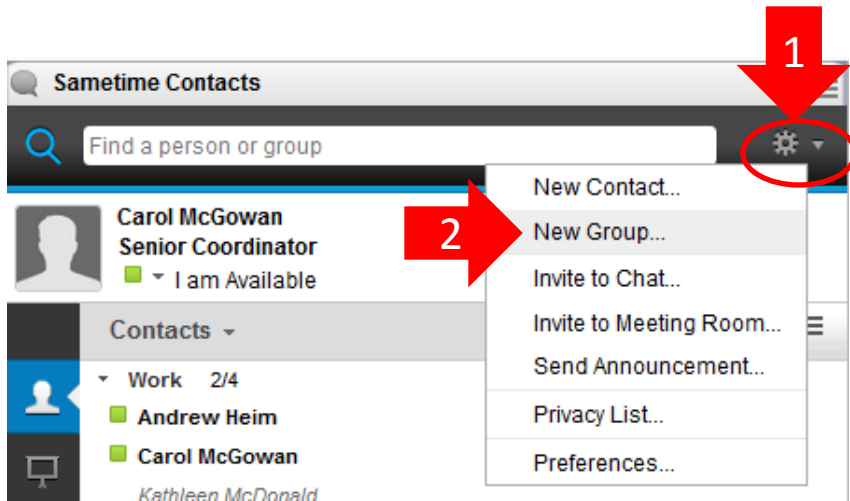 1
Sametime Contacts
Find a person or group
New Contact...
Carol McGowan
2
New Group...
Senior Coordinator
I am Available
Invite to Chat...
Contacts
Invite to Meeting Room...
Work 2/4
Send Announcement...
Andrew Heim
Privacy List...
Carol McGowan
Preferences...
Kathleen McDonald